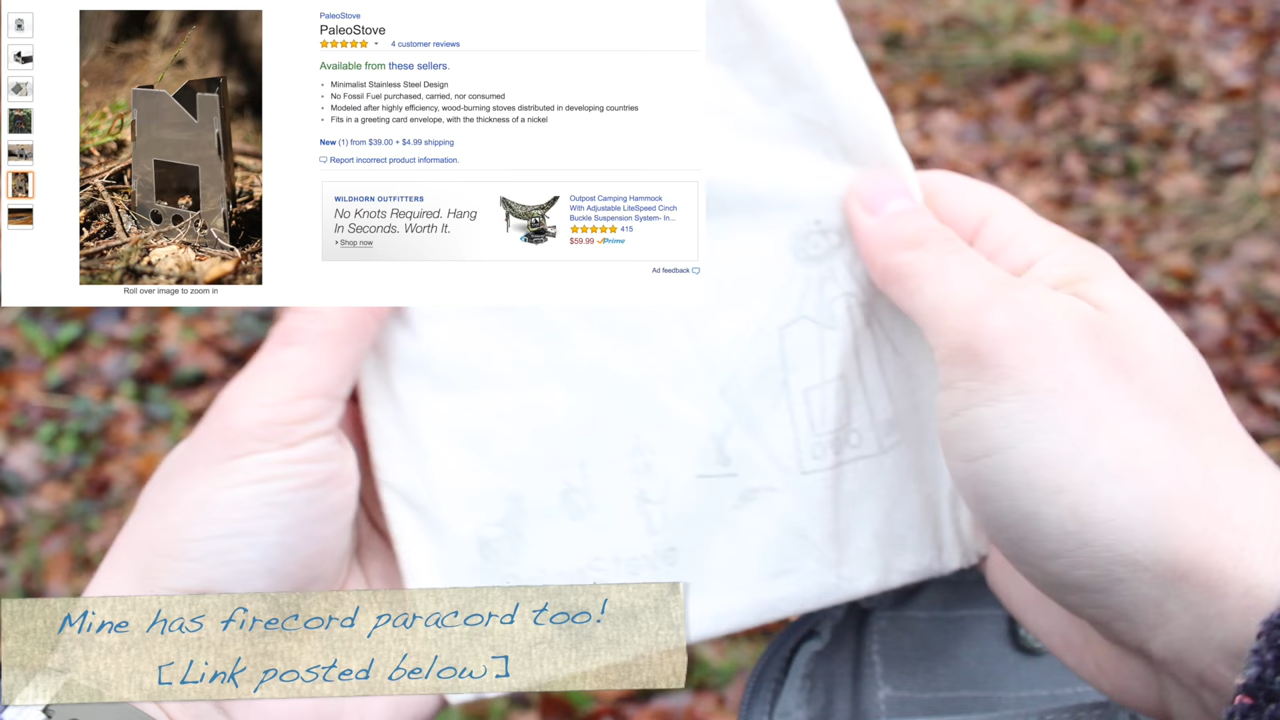 PaleoStove
PaleoStove
4 customer reviews
Available from these sellers.
Minimalist Stainless Steel Design
No Fossil Fuel purchased, carried, nor consumed
Modeled after highly efficiency, wood-burning stoves distributed in developing countries
Fits in a greeting card envelope, with the thickness of a nickel
New (1) from $39.00 + $4.99 shipping
Report incorrect product information.
WILDHORN OUTFITTERS
No Knots Required. Hang
In Seconds. Worth It.
Shop now
Outpost Camping Hammock
With Adjustable LiteSpeed Cinch
Buckle Suspension System- In...
415
$59.99 Prime
Ad feedback
Roll over image to zoom in
Mine has firecord paracord too!
[Link posted below]